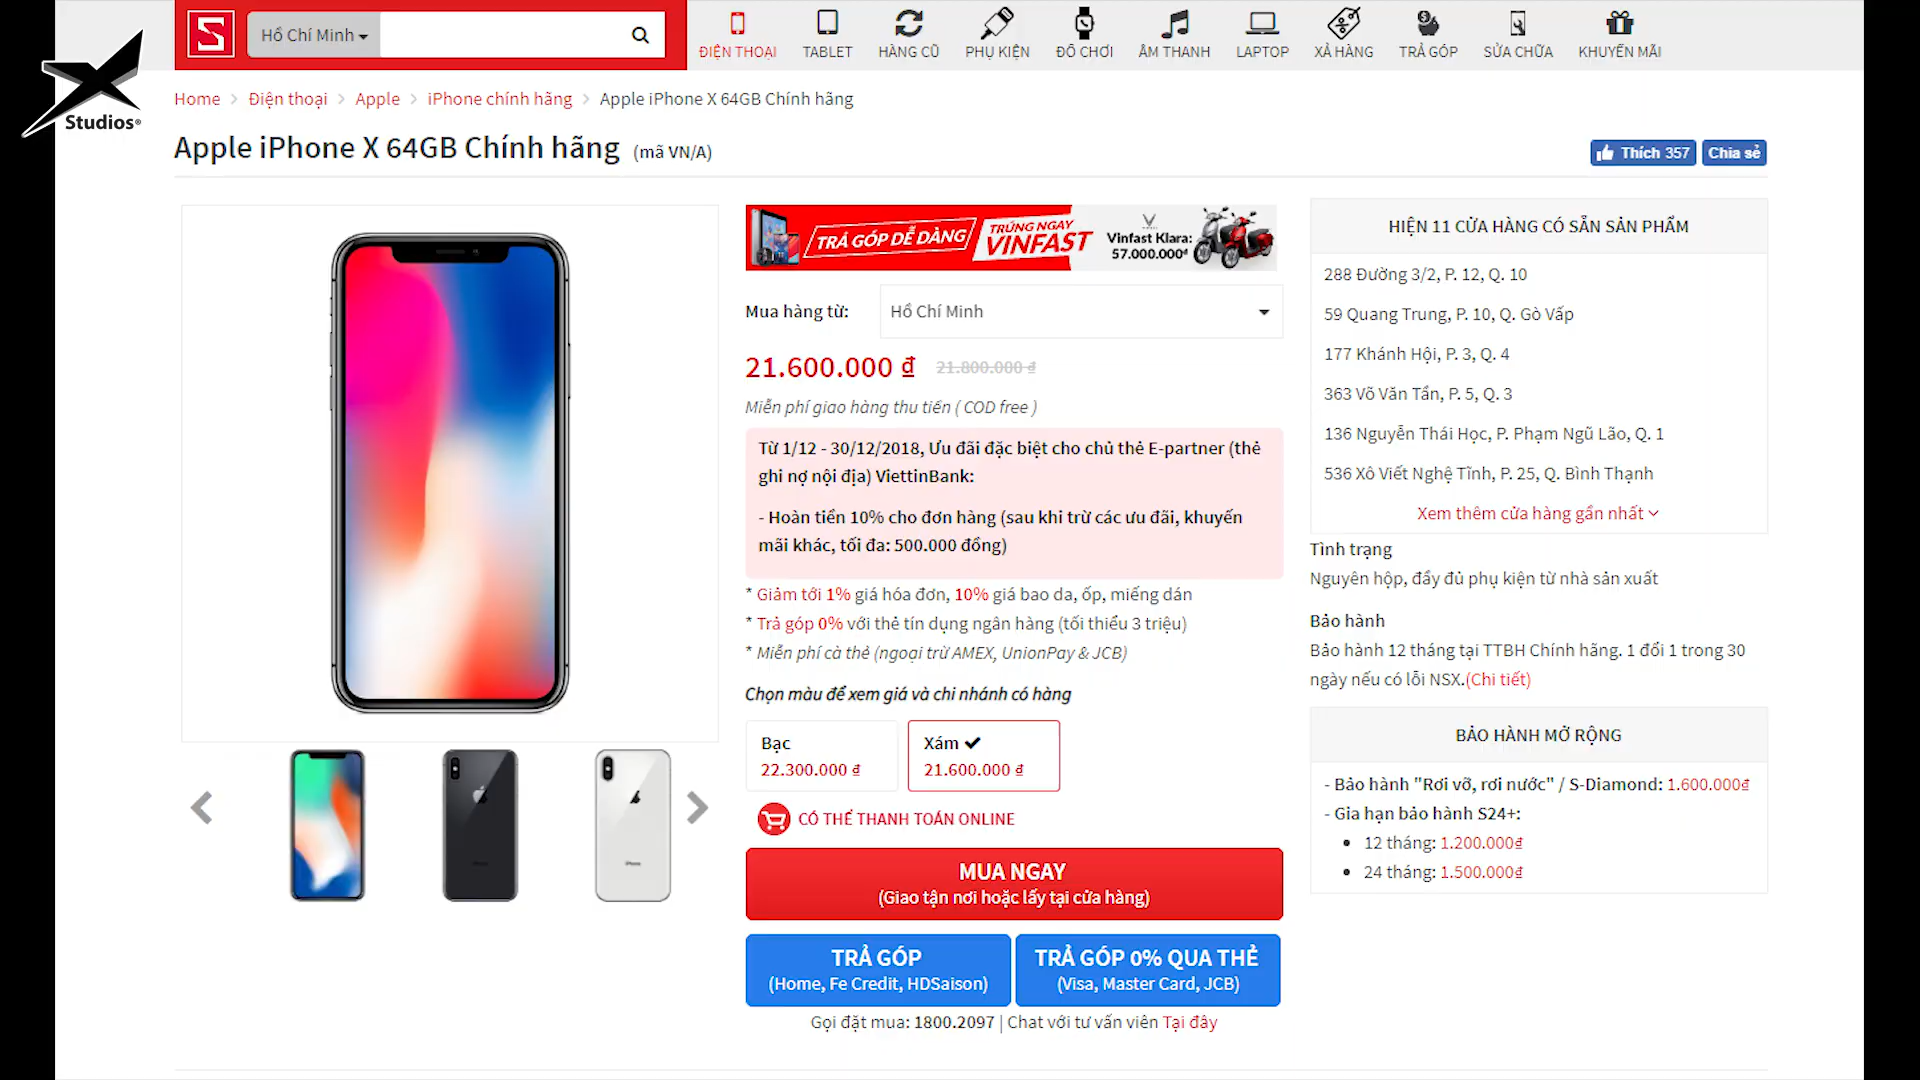 Studios®
S
Hồ Chí Minh
ĐIỆN THOẠI
TABLET
HÀNG CŨ
PHỤ KIỆN
ĐỒ CHƠI
ÂM THANH
LAPTOP
XẢ HÀNG
TRẢ GÓP
SỬA CHỮA
KHUYẾN MÃI
Home > Điện thoại > Apple > iPhone chính hãng > Apple iPhone X 64GB Chính hãng
Apple iPhone X 64GB Chính hãng (mã VN/A)
Thích 357
Chia sẻ
TRẢ GÓP DỄ DÀNG
TRÚNG NGAY
VINFAST
Vinfast Klara:
57.000.000đ
Mua hàng từ: Hồ Chí Minh
21.600.000 ₫ 21.800.000 ₫
Miễn phí giao hàng thu tiền ( COD free )
Từ 1/12 - 30/12/2018, Ưu đãi đặc biệt cho chủ thẻ E-partner (thẻ
ghi nợ nội địa) ViettinBank:
- Hoàn tiền 10% cho đơn hàng (sau khi trừ các ưu đãi, khuyến
mãi khác, tối đa: 500.000 đồng)
* Giảm tới 1% giá hóa đơn, 10% giá bao da, ốp, miếng dán
* Trả góp 0% với thẻ tín dụng ngân hàng (tối thiểu 3 triệu)
* Miễn phí cà thẻ (ngoại trừ AMEX, UnionPay & JCB)
Chọn màu để xem giá và chi nhánh có hàng
Bạc
22.300.000 ₫
Xám ✔
21.600.000 ₫
CÓ THỂ THANH TOÁN ONLINE
MUA NGAY
(Giao tận nơi hoặc lấy tại cửa hàng)
TRẢ GÓP
(Home, Fe Credit, HDSaison)
TRẢ GÓP 0% QUA THẺ
(Visa, Master Card, JCB)
Gọi đặt mua: 1800.2097 | Chat với tư vấn viên Tại đây
HIỆN 11 CỬA HÀNG CÓ SẴN SẢN PHẨM
288 Đường 3/2, P. 12, Q. 10
59 Quang Trung, P. 10, Q. Gò Vấp
177 Khánh Hội, P. 3, Q. 4
363 Võ Văn Tần, P. 5, Q. 3
136 Nguyễn Thái Học, P. Phạm Ngũ Lão, Q. 1
536 Xô Viết Nghệ Tĩnh, P. 25, Q. Bình Thạnh
Xem thêm cửa hàng gần nhất
Tình trạng
Nguyên hộp, đầy đủ phụ kiện từ nhà sản xuất
Bảo hành
Bảo hành 12 tháng tại TTBH Chính hãng. 1 đổi 1 trong 30
ngày nếu có lỗi NSX.(Chi tiết)
BẢO HÀNH MỞ RỘNG
- Bảo hành "Rơi vỡ, rơi nước" / S-Diamond: 1.600.000₫
- Gia hạn bảo hành S24+:
• 12 tháng: 1.200.000₫
• 24 tháng: 1.500.000₫